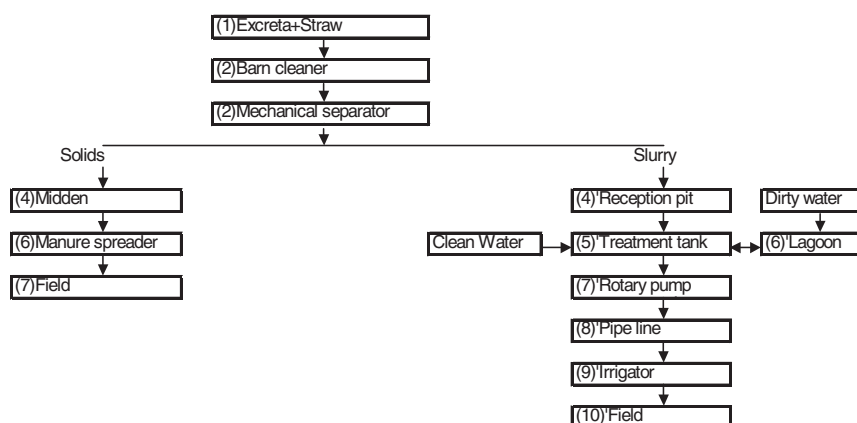 (1)Excreta+Straw
(2)Barn cleaner
(2)Mechanical separator
Solids
Slurry
(4)Midden
(4)'Reception pit
Dirty water
(6)Manure spreader
Clean Water
(5)'Treatment tank
(6)'Lagoon
(7)Field
(7)'Rotary pump
(8)'Pipe line
(9)'Irrigator
(10)'Field